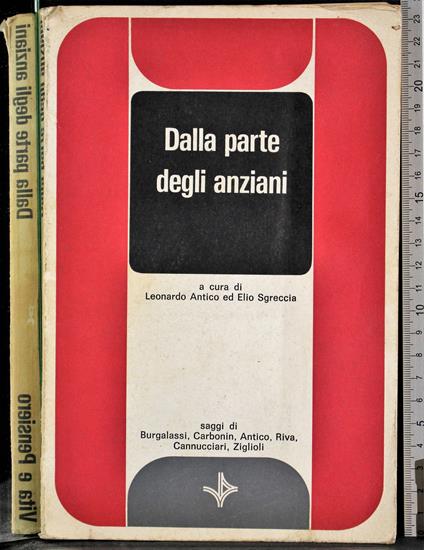 Dalla parte degli anziani
Vita e Pensiero
Dalla parte
degli anziani
a cura di
Leonardo Antico ed Elio Sgreccia
saggi di
Burgalassi, Carbonin, Antico, Riva,
Cannucciari, Ziglioli